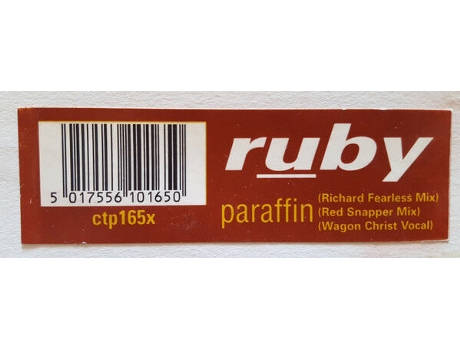 ruby
5 017556 101650
ctp165x
paraffin
(Richard Fearless Mix)
(Red Snapper Mix)
(Wagon Christ Vocal)